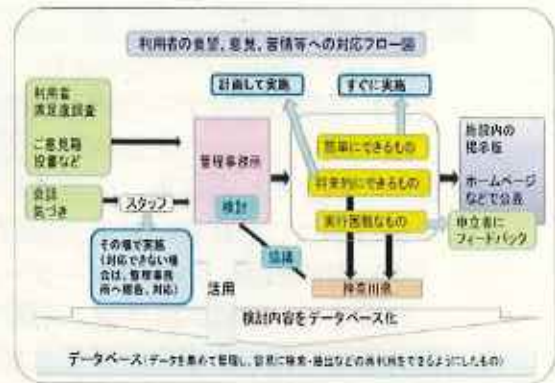 利用者の要望、意見、苦情等への対応フロー図
計画して実施
すぐに実施
利用者
満足度調査
ご意見箱
投書など
会話
気づき
スタッフ
その場で実施
(対応できない場
合は、管理事務
所へ報告、対応)
管理事務所
検討
簡単にできるもの
将来的にできるもの
実行困難なもの
施設内の
掲示板
ホームページ
などで公表
申立者に
フィードバック
協議
神奈川県
活用
検討内容をデータベース化
データベース(データを集めて管理し、容易に検索・抽出などの再利用をできるようにしたもの)